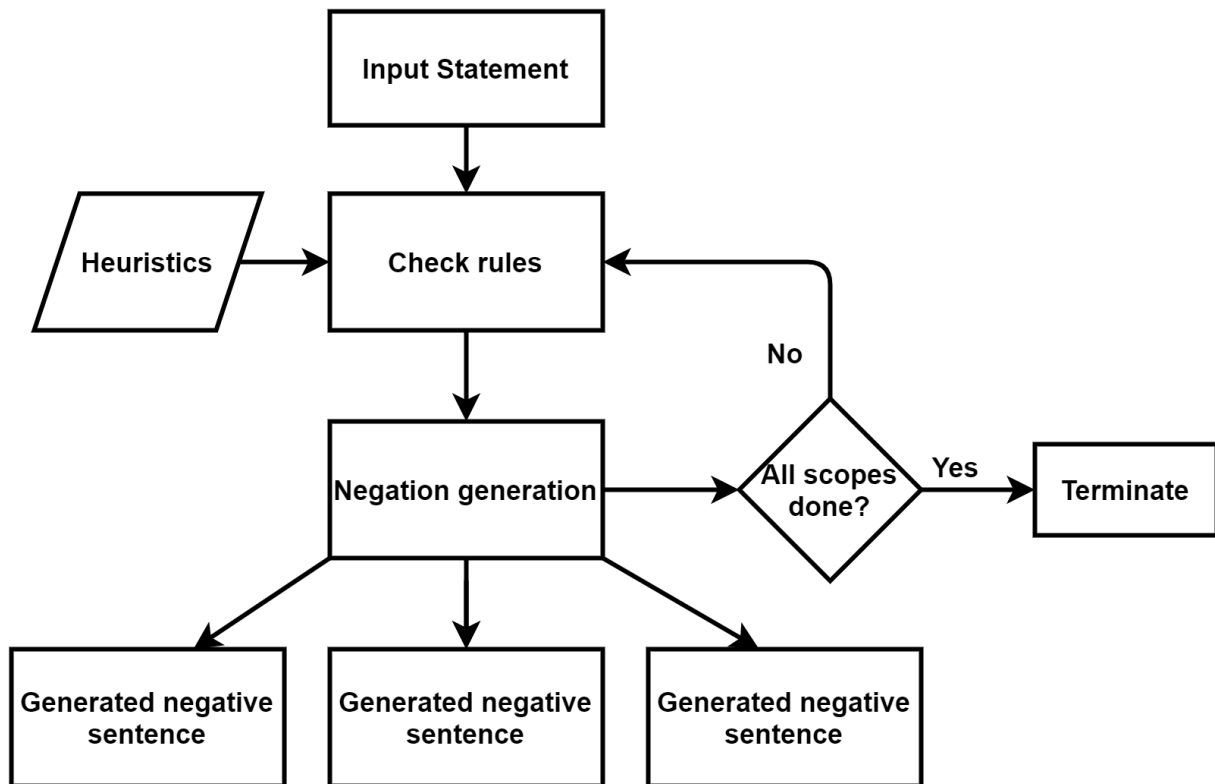 Input Statement
Heuristics
Check rules
No
Negation generation
All scopes
done?
Yes
Terminate
Generated negative
sentence
Generated negative
sentence
Generated negative
sentence